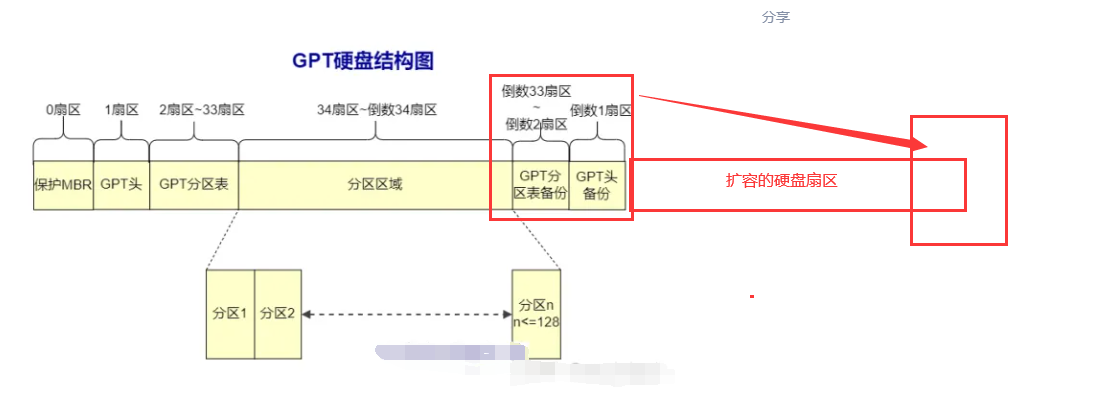 分享
GPT硬盘结构图
0扇区
1扇区
2扇区~33扇区
34扇区~倒数34扇区
倒数33扇区
~
倒数2扇区
倒数1扇区
保护MBR
GPT头
GPT分区表
分区区域
GPT分
区表备份
GPT头
备份
扩容的硬盘扇区
分区1
分区2
分区n
n<=128